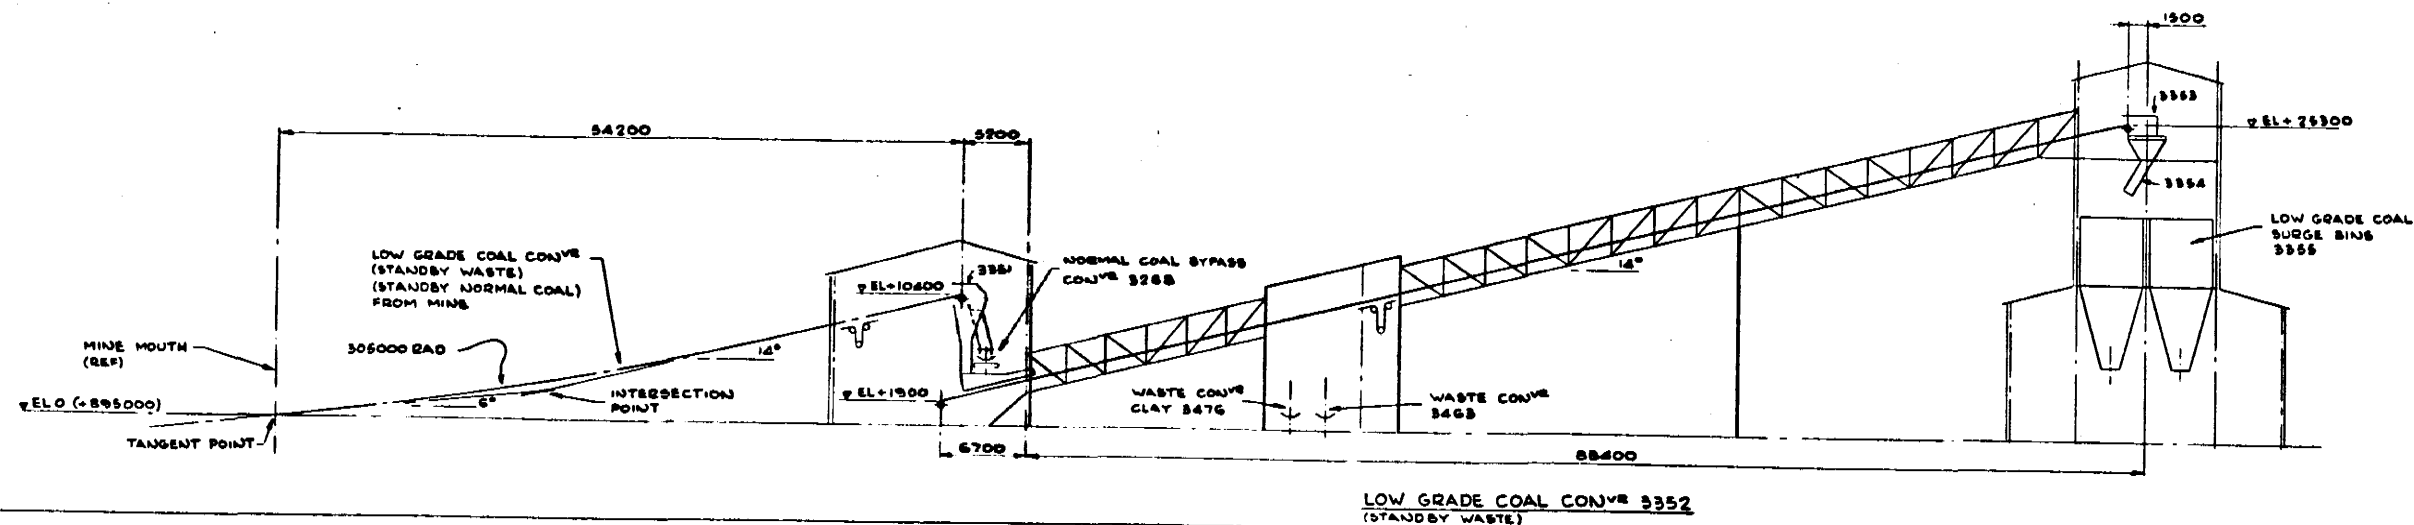 1500
3353
▽ EL+25300
54200
5200
3354
LOW GRADE COAL
SURGE BINS
3355
LOW GRADE COAL CONVR
(STANDBY WASTE)
(STANDBY NORMAL COAL)
FROM MINE
3351
NORMAL COAL BYPASS
CONVR 3268
▽ EL+10400
14°
MINE MOUTH
(REF)
305000 RAD
14°
▽ EL+1900
INTERSECTION
POINT
6°
▽ EL 0 (+895000)
TANGENT POINT
WASTE CONVR
CLAY 3476
WASTE CONVR
3463
6700
88400
LOW GRADE COAL CONVR 3352
(STANDBY WASTE)